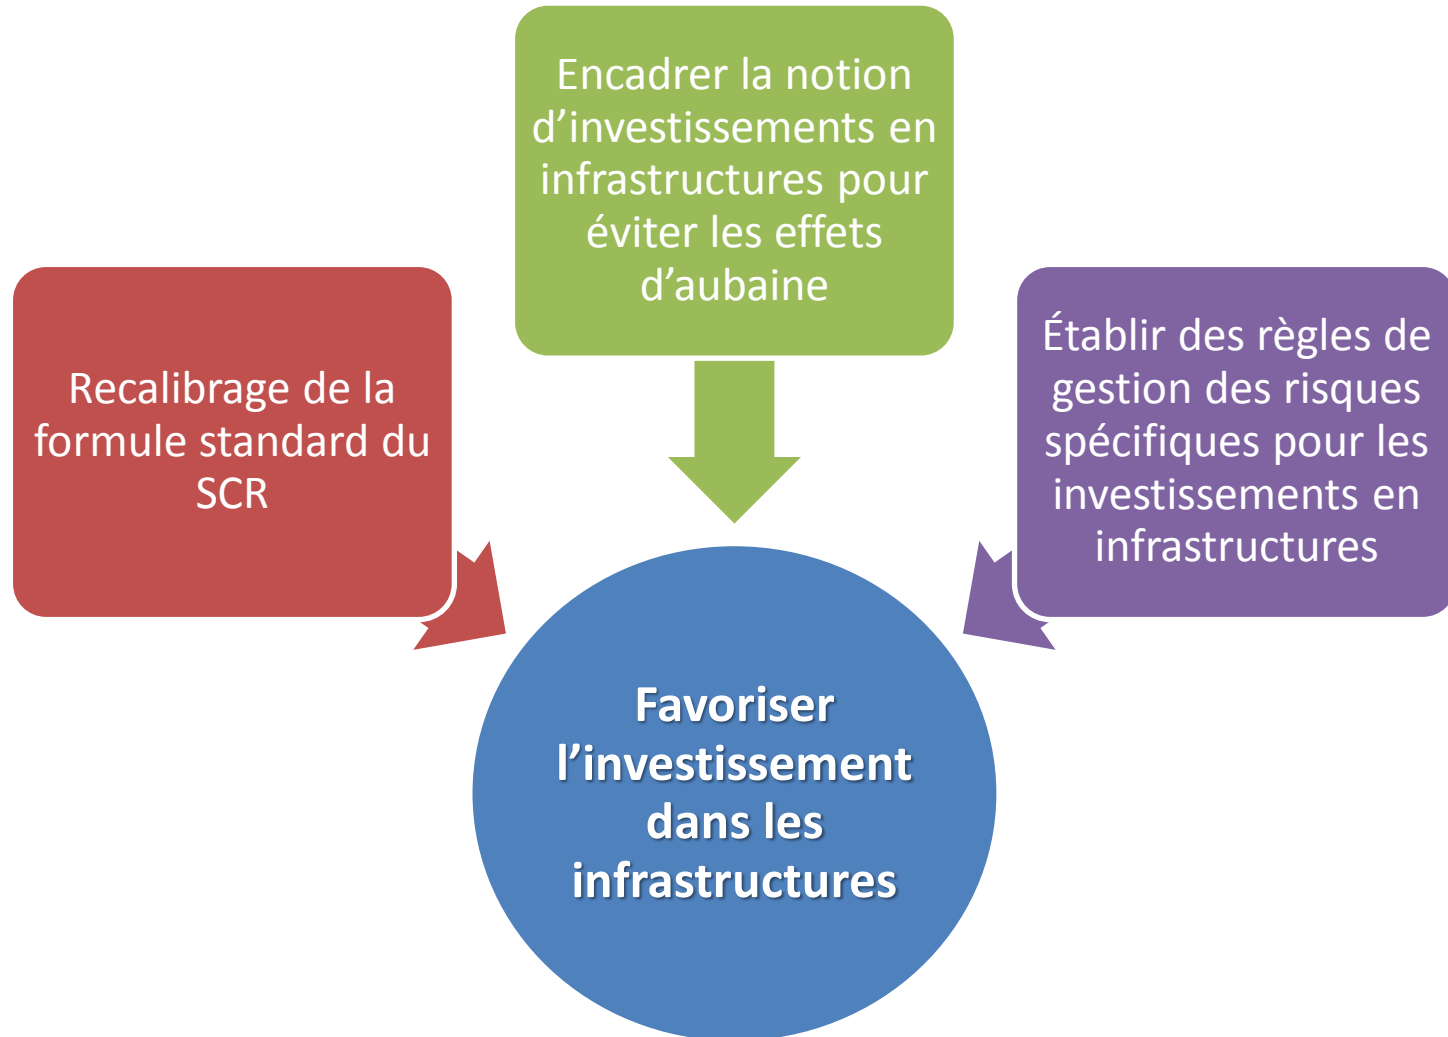 Encadrer la notion
d’investissements en
infrastructures pour
éviter les effets
d’aubaine
Recalibrage de la
formule standard du
SCR
Établir des règles de
gestion des risques
spécifiques pour les
investissements en
infrastructures
Favoriser
l’investissement
dans les
infrastructures